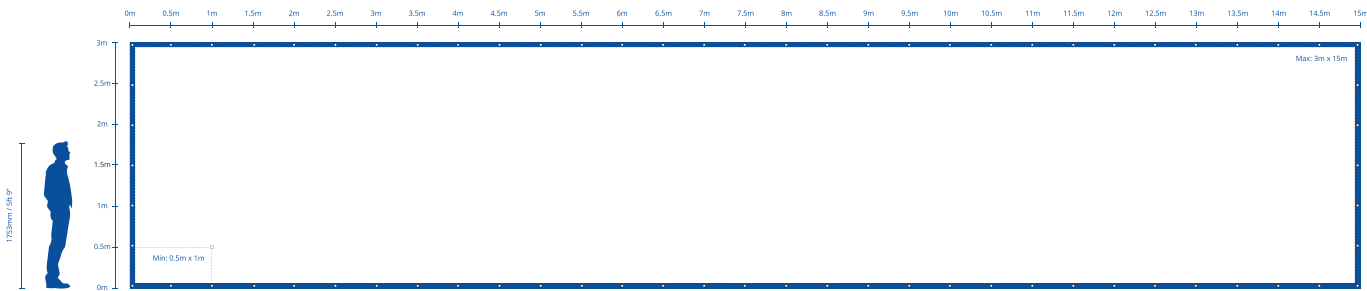 0m 0.5m 1m 1.5m 2m 2.5m 3m 3.5m 4m 4.5m 5m 5.5m 6m 6.5m 7m 7.5m 8m 8.5m 9m 9.5m 10m 10.5m 11m 11.5m 12m 12.5m 13m 13.5m 14m 14.5m 15m
3m
Max: 3m x 15m
2.5m
2m
1.5m
1m
1753mm / 5ft 9"
0.5m
Min: 0.5m x 1m
0m